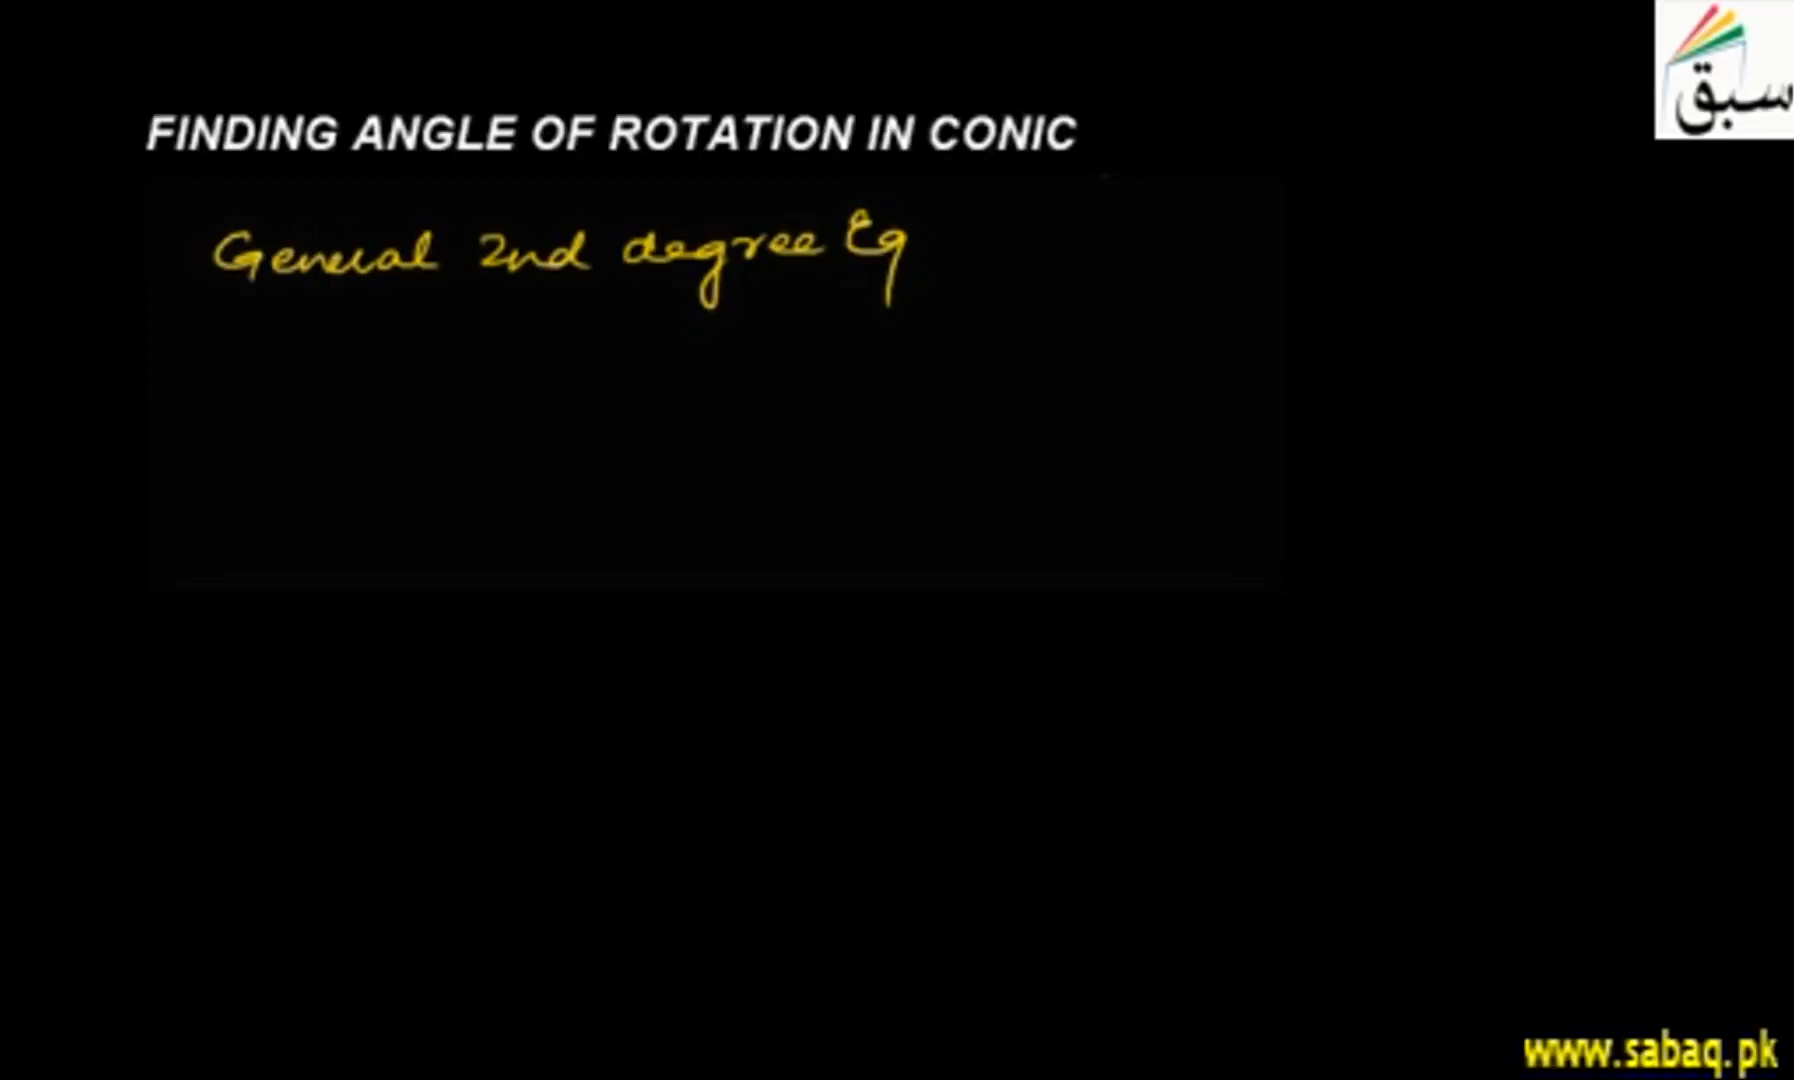 سبق
FINDING ANGLE OF ROTATION IN CONIC
General 2nd degree Eq
www.sabaq.pk